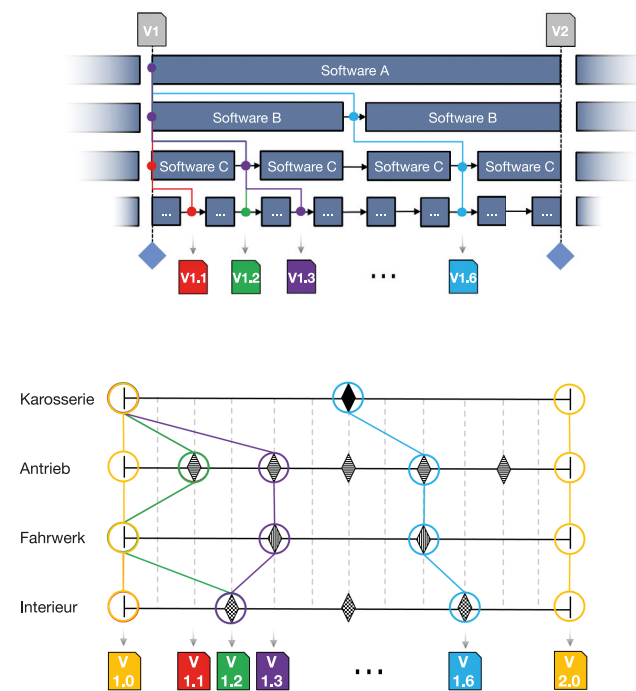 V1 V2
Software A
Software B Software B
Software C Software C Software C Software C
... ... ... ... ... ... ... ...
V1.1 V1.2 V1.3 ... V1.6
Karosserie
Antrieb
Fahrwerk
Interieur
V V V V ... V V
1.0 1.1 1.2 1.3 1.6 2.0